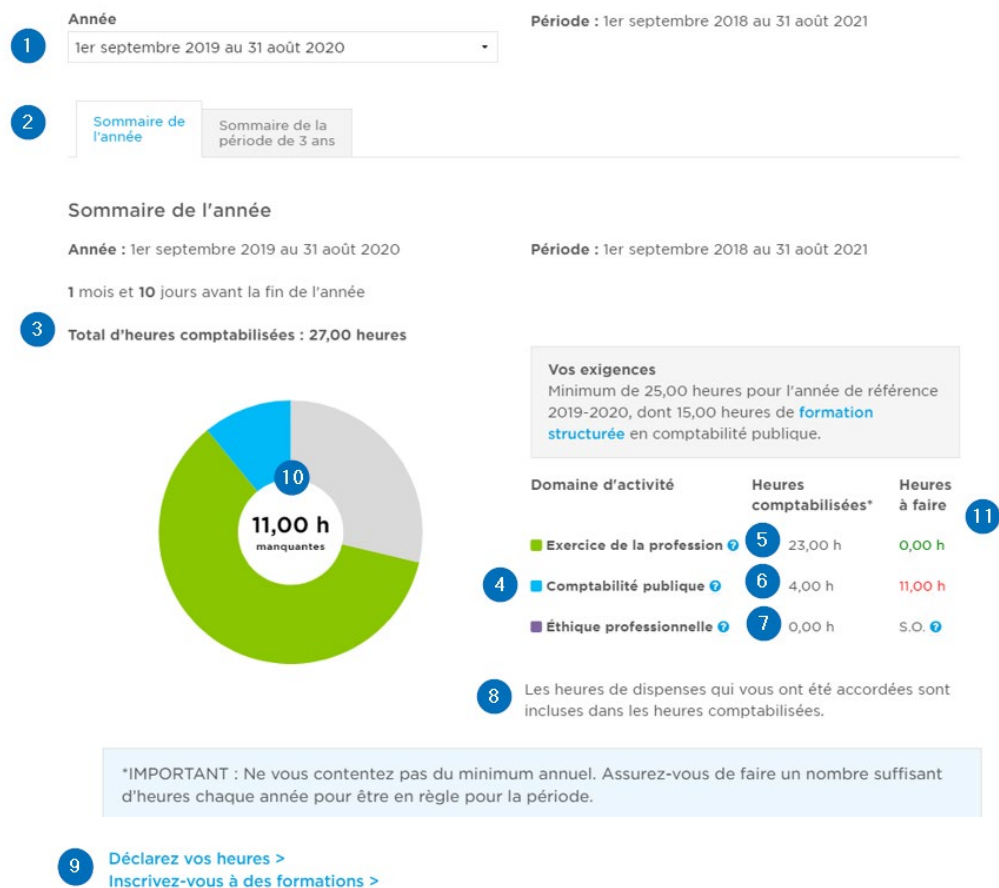 Année
Période : 1er septembre 2018 au 31 août 2021
1
1er septembre 2019 au 31 août 2020
2
Sommaire de
l'année
Sommaire de la
période de 3 ans
Sommaire de l'année
Année : 1er septembre 2019 au 31 août 2020
Période : 1er septembre 2018 au 31 août 2021
1 mois et 10 jours avant la fin de l'année
3
Total d'heures comptabilisées : 27,00 heures
Vos exigences
Minimum de 25,00 heures pour l'année de référence
2019-2020, dont 15,00 heures de formation
structurée en comptabilité publique.
10
11,00 h
manquantes
Domaine d'activité
Heures
comptabilisées*
Heures
à faire
11
Exercice de la profession ? 5 23,00 h 0,00 h
4 Comptabilité publique ? 6 4,00 h 11,00 h
Éthique professionnelle ? 7 0,00 h S.O. ?
8
Les heures de dispenses qui vous ont été accordées sont
incluses dans les heures comptabilisées.
*IMPORTANT : Ne vous contentez pas du minimum annuel. Assurez-vous de faire un nombre suffisant
d'heures chaque année pour être en règle pour la période.
9
Déclarez vos heures >
Inscrivez-vous à des formations >